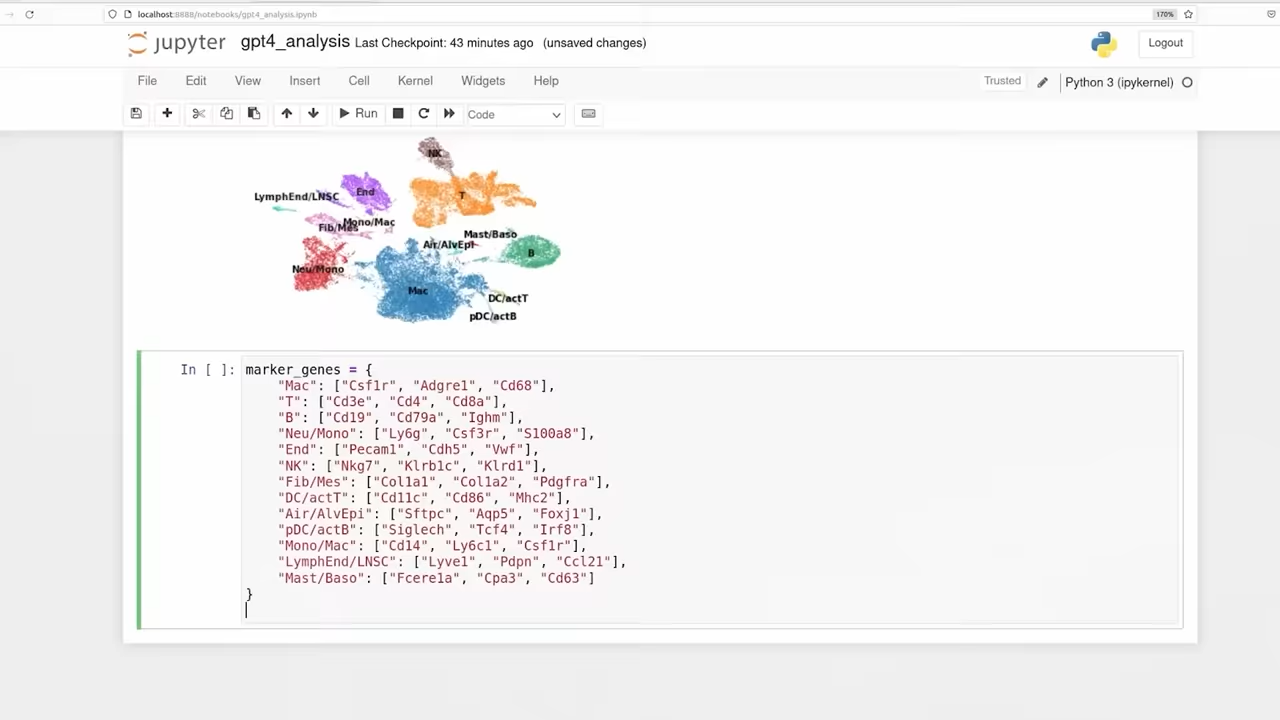 localhost:8888/notebooks/gpt4_analysis.ipynb
170%
jupyter gpt4_analysis Last Checkpoint: 43 minutes ago (unsaved changes)
Logout
File Edit View Insert Cell Kernel Widgets Help
Trusted
Python 3 (ipykernel)
Run
Code
NK
End
T
LymphEnd/LNSC
Mono/Mac
Fib/Mes
Mast/Baso
Air/AlvEpi
B
Neu/Mono
Mac
DC/actT
pDC/actB
In [ ]:
marker_genes = {
"Mac": ["Csf1r", "Adgre1", "Cd68"],
"T": ["Cd3e", "Cd4", "Cd8a"],
"B": ["Cd19", "Cd79a", "Ighm"],
"Neu/Mono": ["Ly6g", "Csf3r", "S100a8"],
"End": ["Pecam1", "Cdh5", "Vwf"],
"NK": ["Nkg7", "Klrb1c", "Klrd1"],
"Fib/Mes": ["Col1a1", "Col1a2", "Pdgfra"],
"DC/actT": ["Cd11c", "Cd86", "Mhc2"],
"Air/AlvEpi": ["Sftpc", "Aqp5", "Foxj1"],
"pDC/actB": ["Siglech", "Tcf4", "Irf8"],
"Mono/Mac": ["Cd14", "Ly6c1", "Csf1r"],
"LymphEnd/LNSC": ["Lyve1", "Pdpn", "Ccl21"],
"Mast/Baso": ["Fcere1a", "Cpa3", "Cd63"]
}